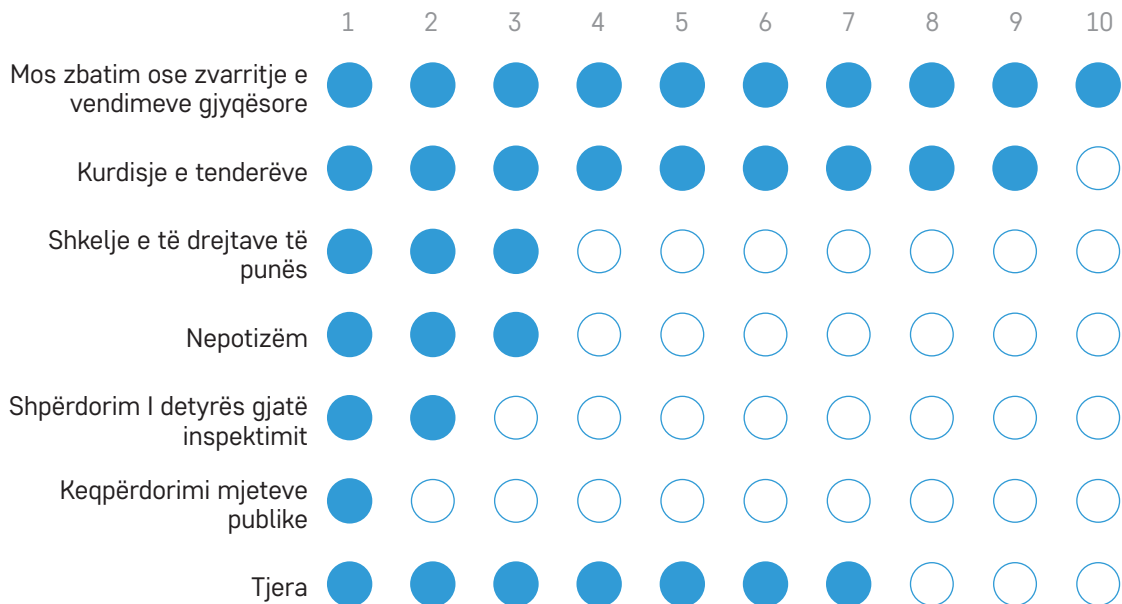 1 2 3 4 5 6 7 8 9 10
Mos zbatim ose zvarritje e
vendimeve gjyqësore
Kurdisje e tenderëve
Shkelje e të drejtave të
punës
Nepotizëm
Shpërdorim I detyrës gjatë
inspektimit
Keqpërdorimi mjeteve
publike
Tjera